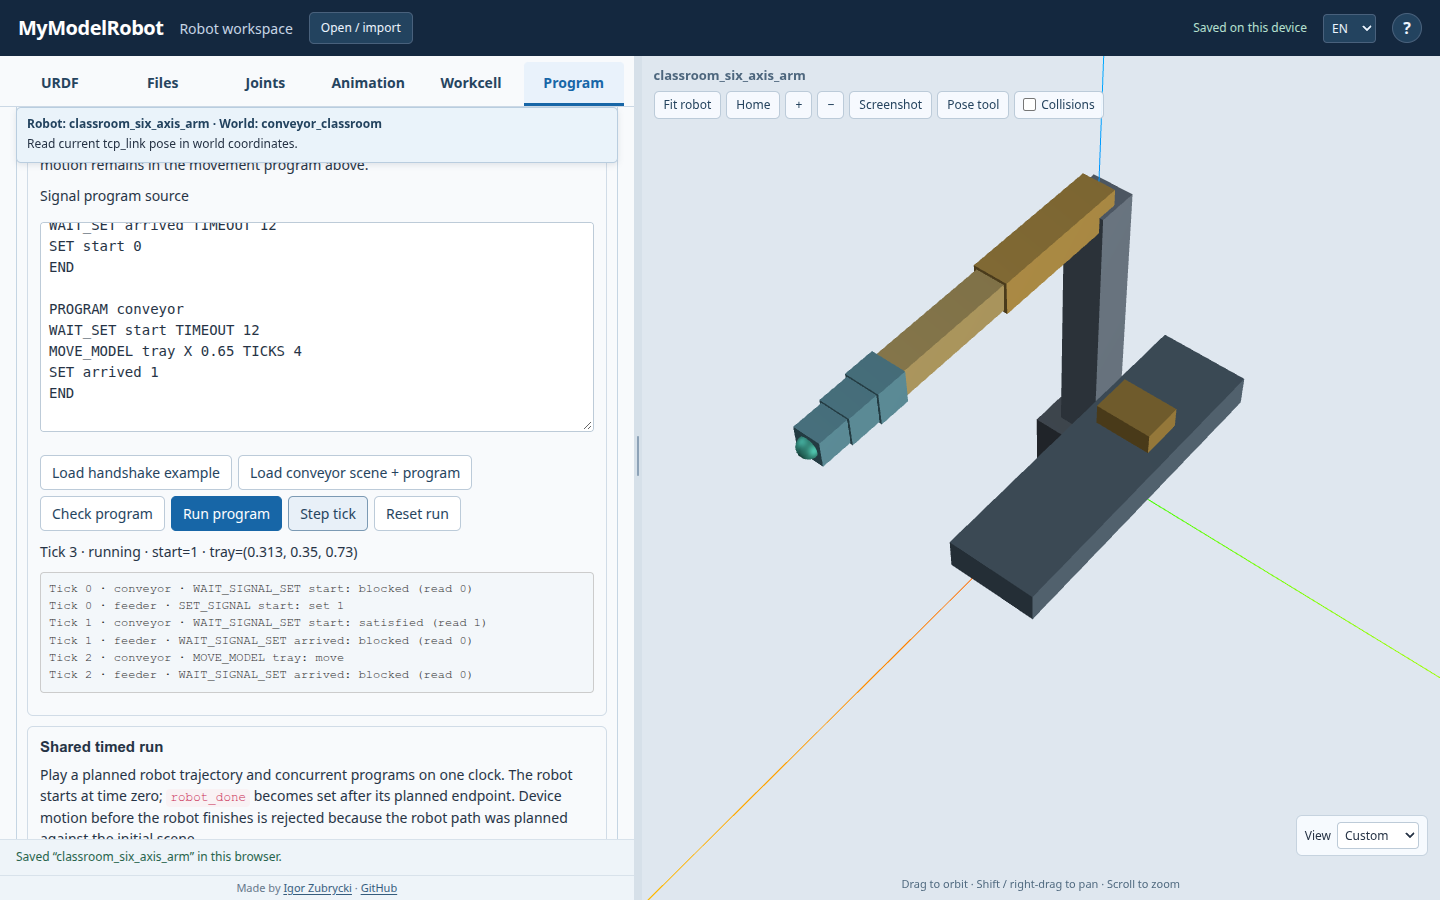 MyModelRobot
Robot workspace
Open / import
Saved on this device
EN
?
URDF
Files
Joints
Animation
Workcell
Program
Robot: classroom_six_axis_arm · World: conveyor_classroom
Read current tcp_link pose in world coordinates.
motion remains in the movement program above.
Signal program source
WAIT_SET arrived TIMEOUT 12
SET start 0
END
PROGRAM conveyor
WAIT_SET start TIMEOUT 12
MOVE_MODEL tray X 0.65 TICKS 4
SET arrived 1
END
Load handshake example
Load conveyor scene + program
Check program
Run program
Step tick
Reset run
Tick 3 · running · start=1 · tray=(0.313, 0.35, 0.73)
Tick 0 · conveyor · WAIT_SIGNAL_SET start: blocked (read 0)
Tick 0 · feeder · SET_SIGNAL start: set 1
Tick 1 · conveyor · WAIT_SIGNAL_SET start: satisfied (read 1)
Tick 1 · feeder · WAIT_SIGNAL_SET arrived: blocked (read 0)
Tick 2 · conveyor · MOVE_MODEL tray: move
Tick 2 · feeder · WAIT_SIGNAL_SET arrived: blocked (read 0)
Shared timed run
Play a planned robot trajectory and concurrent programs on one clock. The robot
starts at time zero; robot_done becomes set after its planned endpoint. Device
motion before the robot finishes is rejected because the robot path was planned
against the initial scene.
Saved “classroom_six_axis_arm” in this browser.
Made by Igor Zubrycki · GitHub
classroom_six_axis_arm
Fit robot
Home
+
−
Screenshot
Pose tool
Collisions
View
Custom
Drag to orbit · Shift / right-drag to pan · Scroll to zoom